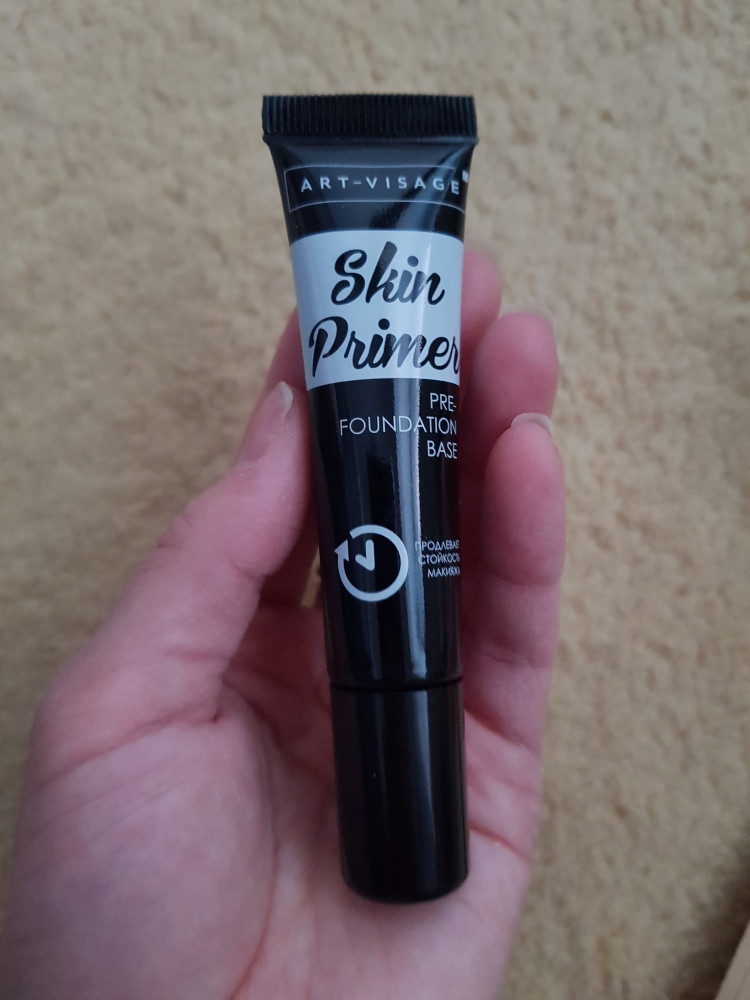 ART-VISAGE
Skin
Primer
PRE-
FOUNDATION
BASE
ПРОДЛЕВАЕТ
СТОЙКОСТЬ
МАКИЯЖА